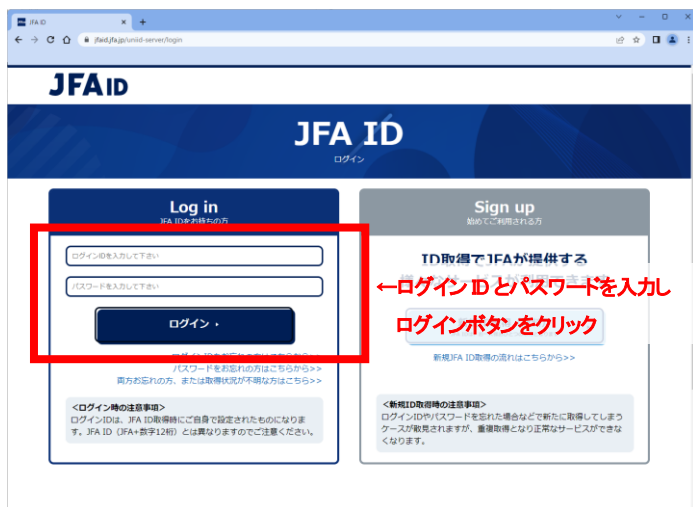 JFA ID
jfaid.jfa.jp/uniid-server/login
JFAID
JFA ID
ログイン
Log in
JFA IDをお持ちの方
ログインIDを入力して下さい
パスワードを入力して下さい
ログイン
パスワードをお忘れの方はこちらから>>
両方お忘れの方、または取得状況が不明な方はこちら>>
<ログイン時の注意事項>
ログインIDは、JFA ID取得時にご自身で設定されたものになりま
す。JFA ID（JFA+数字12桁）とは異なりますのでご注意ください。
Sign up
初めてご利用される方
ID取得でJFAが提供する
←ログイン ID とパスワードを入力し
ログインボタンをクリック
新規JFA ID取得の流れはこちらから>>
<新規ID取得時の注意事項>
ログインIDやパスワードを忘れた場合などで新たに取得してしまう
ケースが散見されますが、重複取得となり正常なサービスができな
くなります。